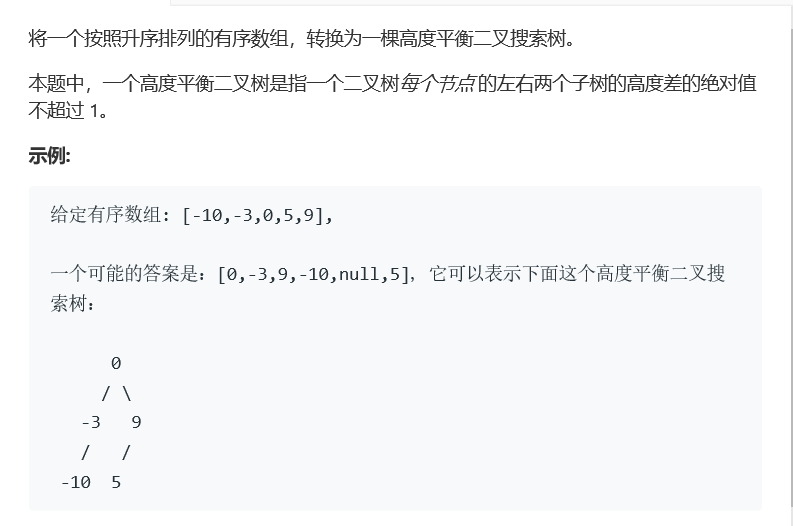 将一个按照升序排列的有序数组，转换为一棵高度平衡二叉搜索树。
本题中，一个高度平衡二叉树是指一个二叉树每个节点 的左右两个子树的高度差的绝对值
不超过 1。
示例:
给定有序数组: [-10,-3,0,5,9],
一个可能的答案是：[0,-3,9,-10,null,5]，它可以表示下面这个高度平衡二叉搜
索树：
0
/ \
-3 9
/ /
-10 5